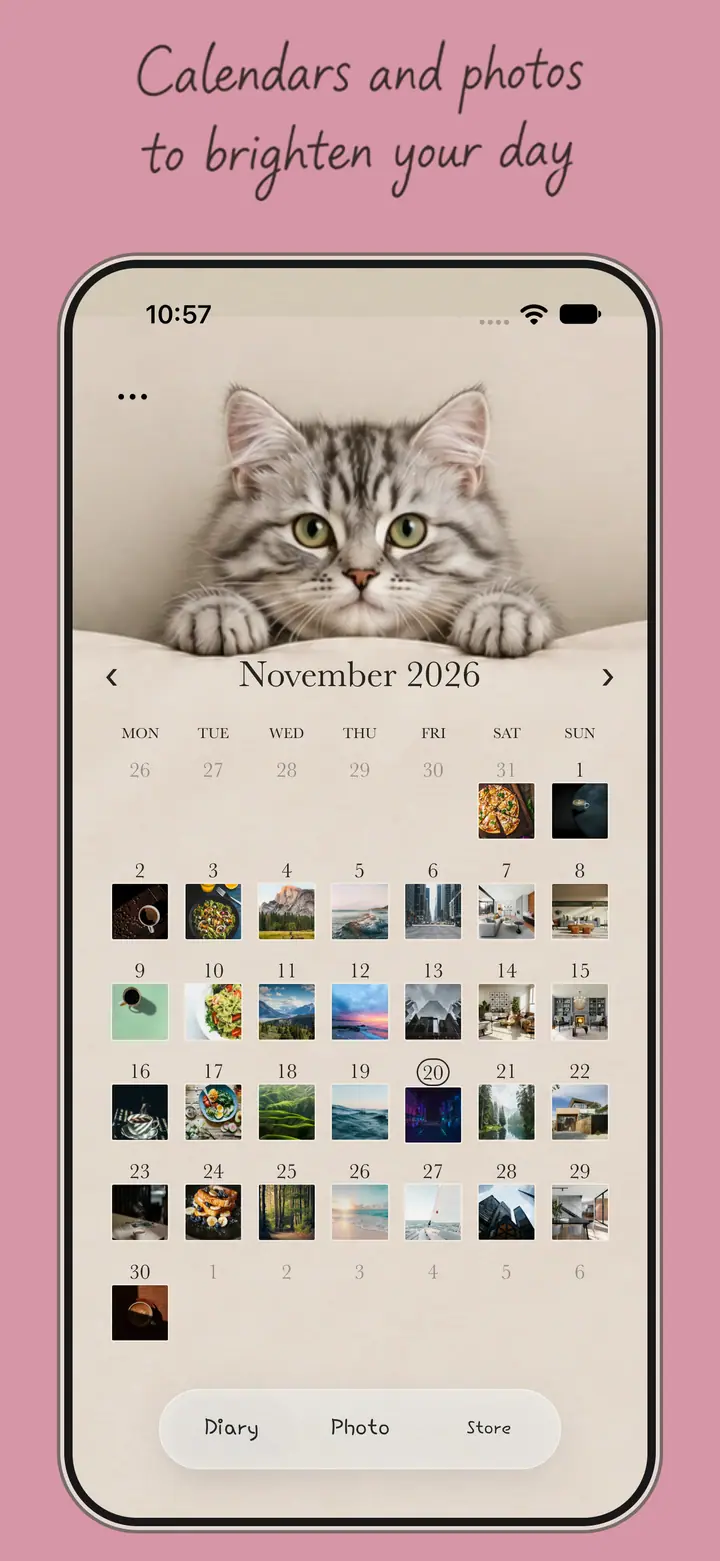 Calendars and photos
to brighten your day
10:57
...
‹ November 2026 ›
MON TUE WED THU FRI SAT SUN
26 27 28 29 30 31 1
2 3 4 5 6 7 8
9 10 11 12 13 14 15
16 17 18 19 20 21 22
23 24 25 26 27 28 29
30 1 2 3 4 5 6
Diary Photo Store